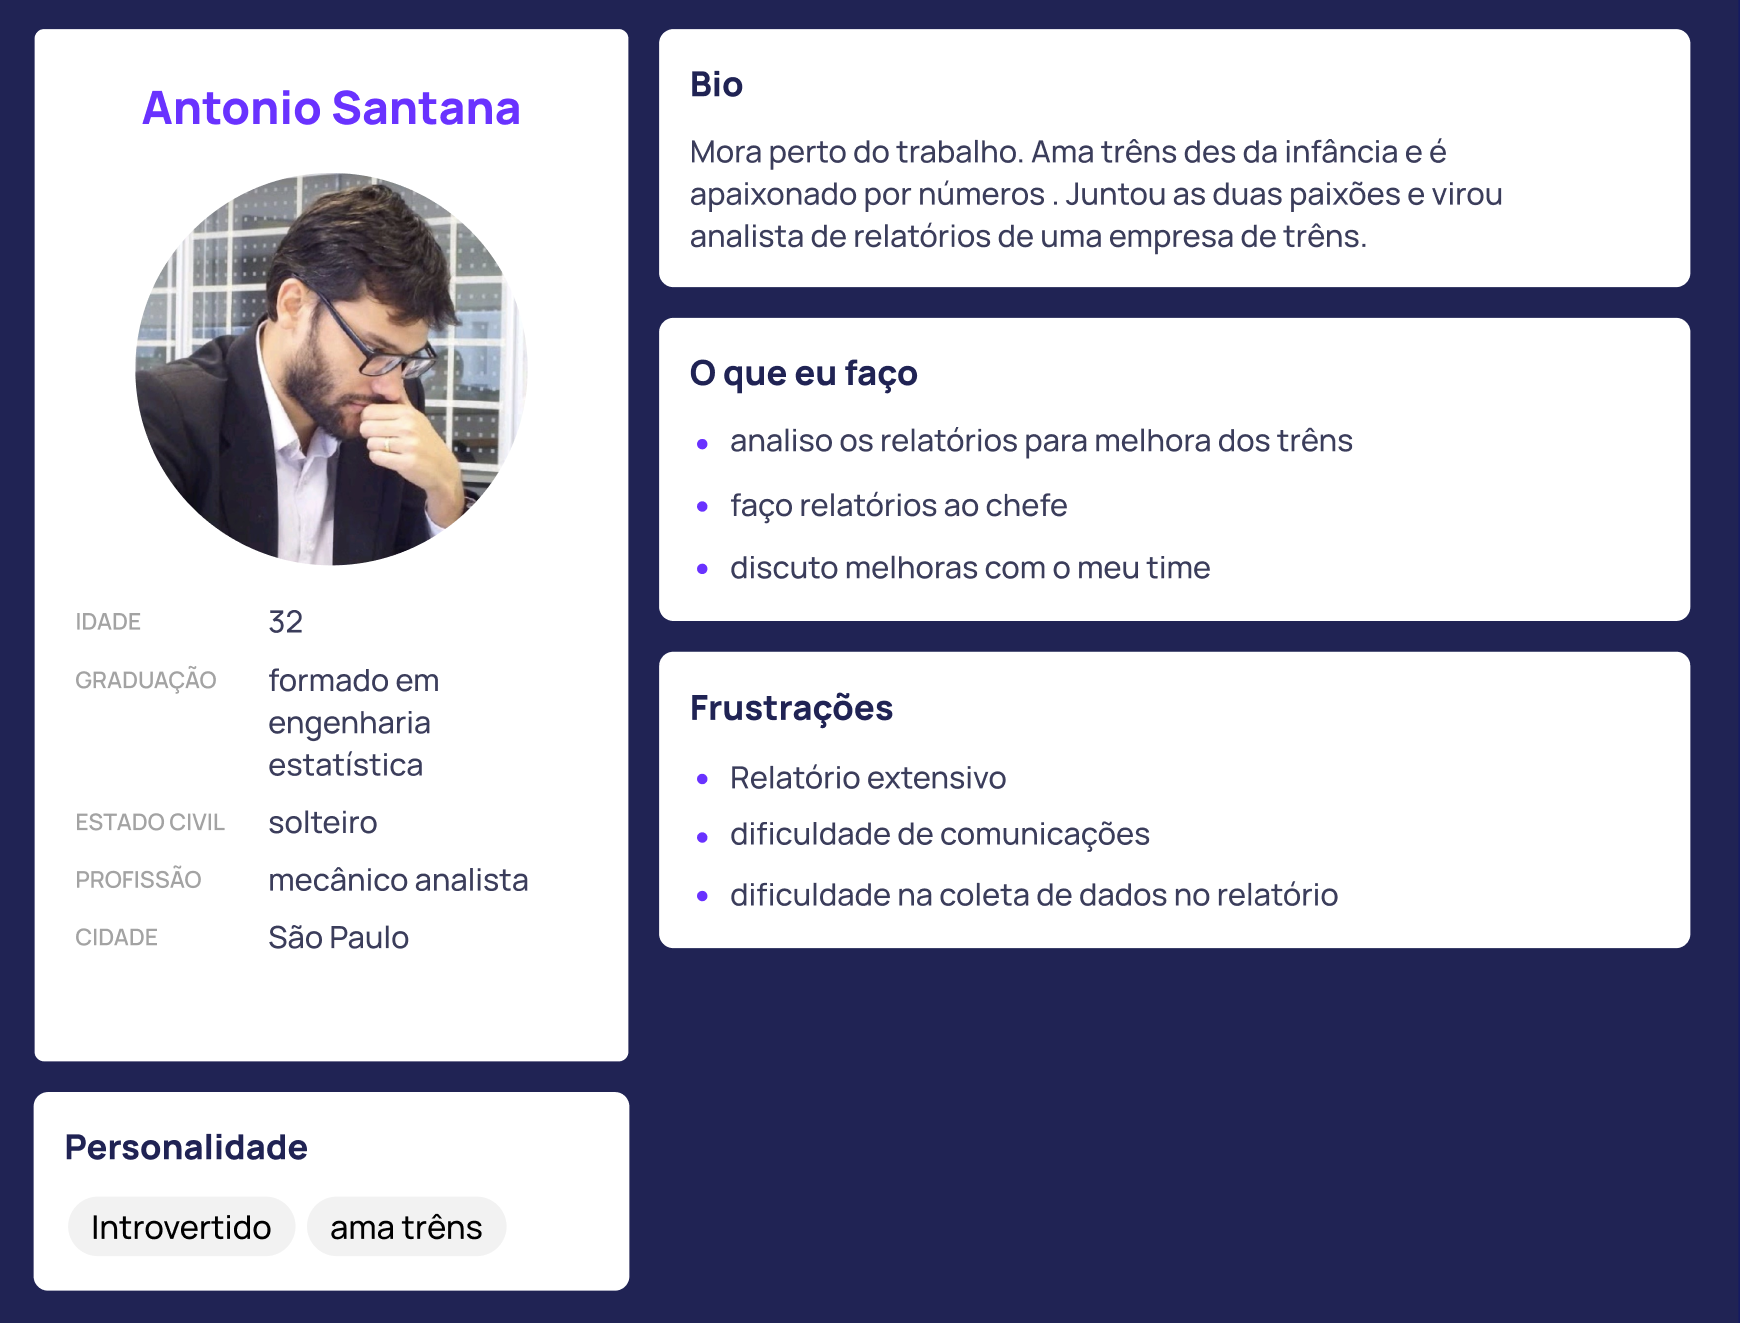 Antonio Santana
IDADE 32
GRADUAÇÃO formado em
engenharia
estatística
ESTADO CIVIL solteiro
PROFISSÃO mecânico analista
CIDADE São Paulo
Personalidade
Introvertido ama trêns
Bio
Mora perto do trabalho. Ama trêns des da infância e é
apaixonado por números . Juntou as duas paixões e virou
analista de relatórios de uma empresa de trêns.
O que eu faço
• analiso os relatórios para melhora dos trêns
• faço relatórios ao chefe
• discuto melhoras com o meu time
Frustrações
• Relatório extensivo
• dificuldade de comunicações
• dificuldade na coleta de dados no relatório